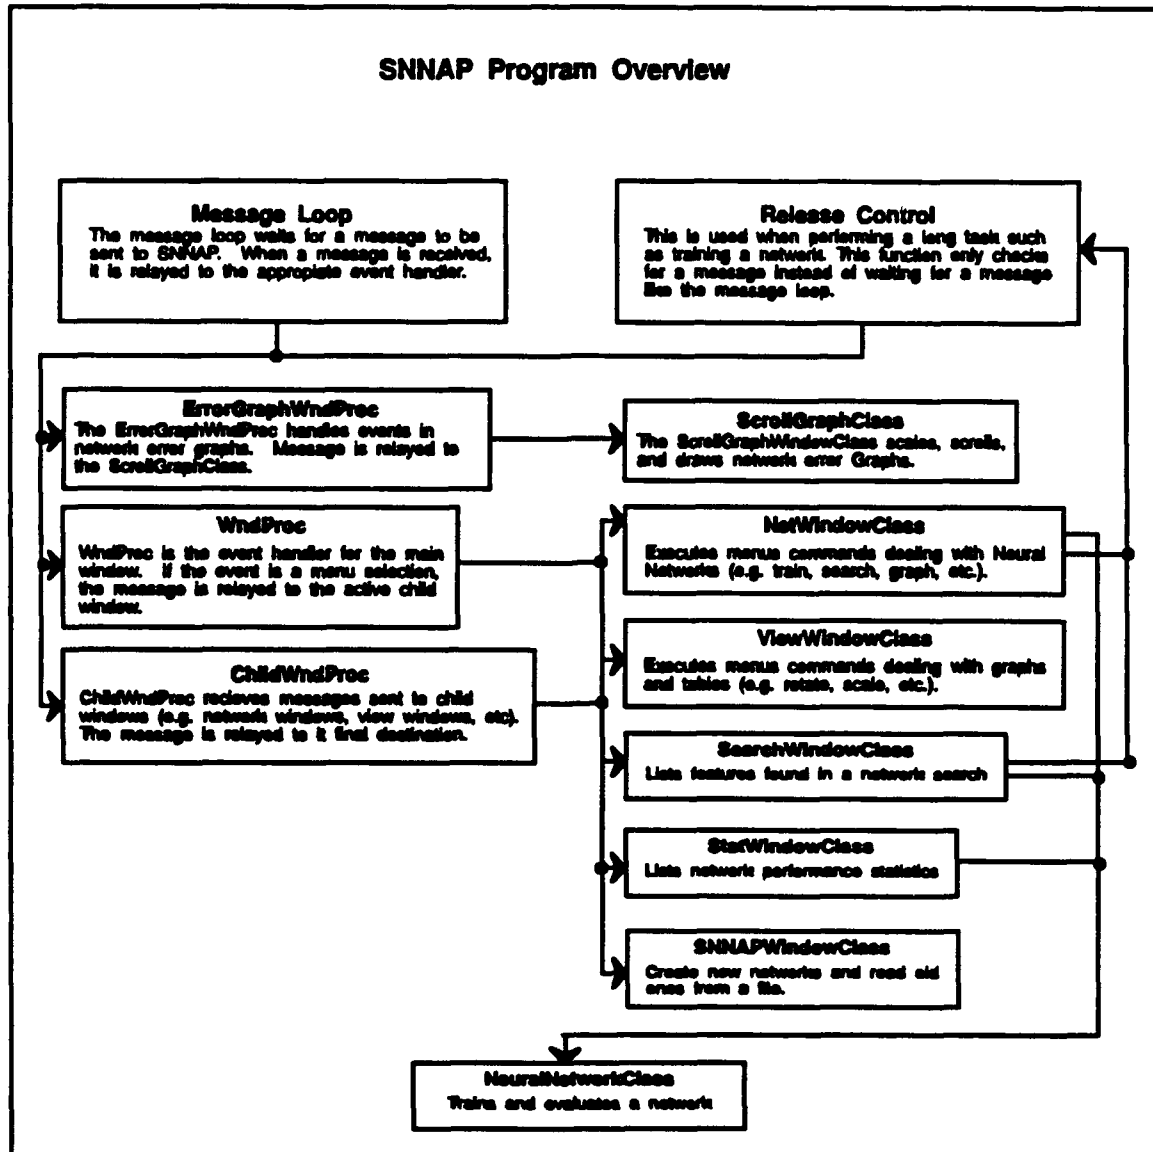 SNNAP Program Overview
Message Loop
The message loop waits for a message to be
sent to SNNAP. When a message is received,
it is relayed to the appropiate event handler.
Release Control
This is used when performing a long task such
as training a network. This function only checks
for a message instead of waiting for a message
like the message loop.
ErrorGraphWndProc
The ErrorGraphWndProc handles events in
network error graphs. Message is relayed to
the ScrollGraphClass.
ScrollGraphClass
The ScrollGraphWindowClass scales, scrolls,
and draws network error Graphs.
WndProc
WndProc is the event handler for the main
window. If the event is a menu selection,
the message is relayed to the active child
window.
NetWindowClass
Executes menus commands dealing with Neural
Networks (e.g. train, search, graph, etc.).
ViewWindowClass
Executes menus commands dealing with graphs
and tables (e.g. rotate, scale, etc.).
ChildWndProc
ChildWndProc recieves messages sent to child
windows (e.g. network windows, view windows, etc).
The message is relayed to it final destination.
SearchWindowClass
Lists features found in a network search
StatWindowClass
Lists network performance statistics
SNNAPWindowClass
Create new networks and read old
ones from a file.
NeuralNetworkClass
Trains and evaluates a network